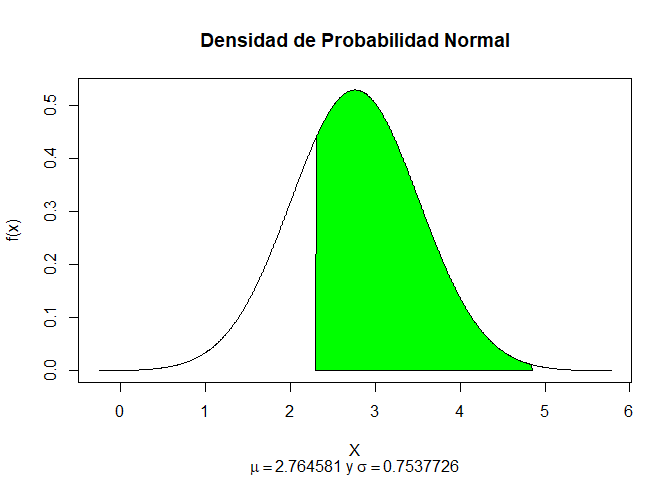 Densidad de Probabilidad Normal
f(x)
0.5
0.4
0.3
0.2
0.1
0.0
0 1 2 3 4 5 6
X
μ = 2.764581 y σ = 0.7537726